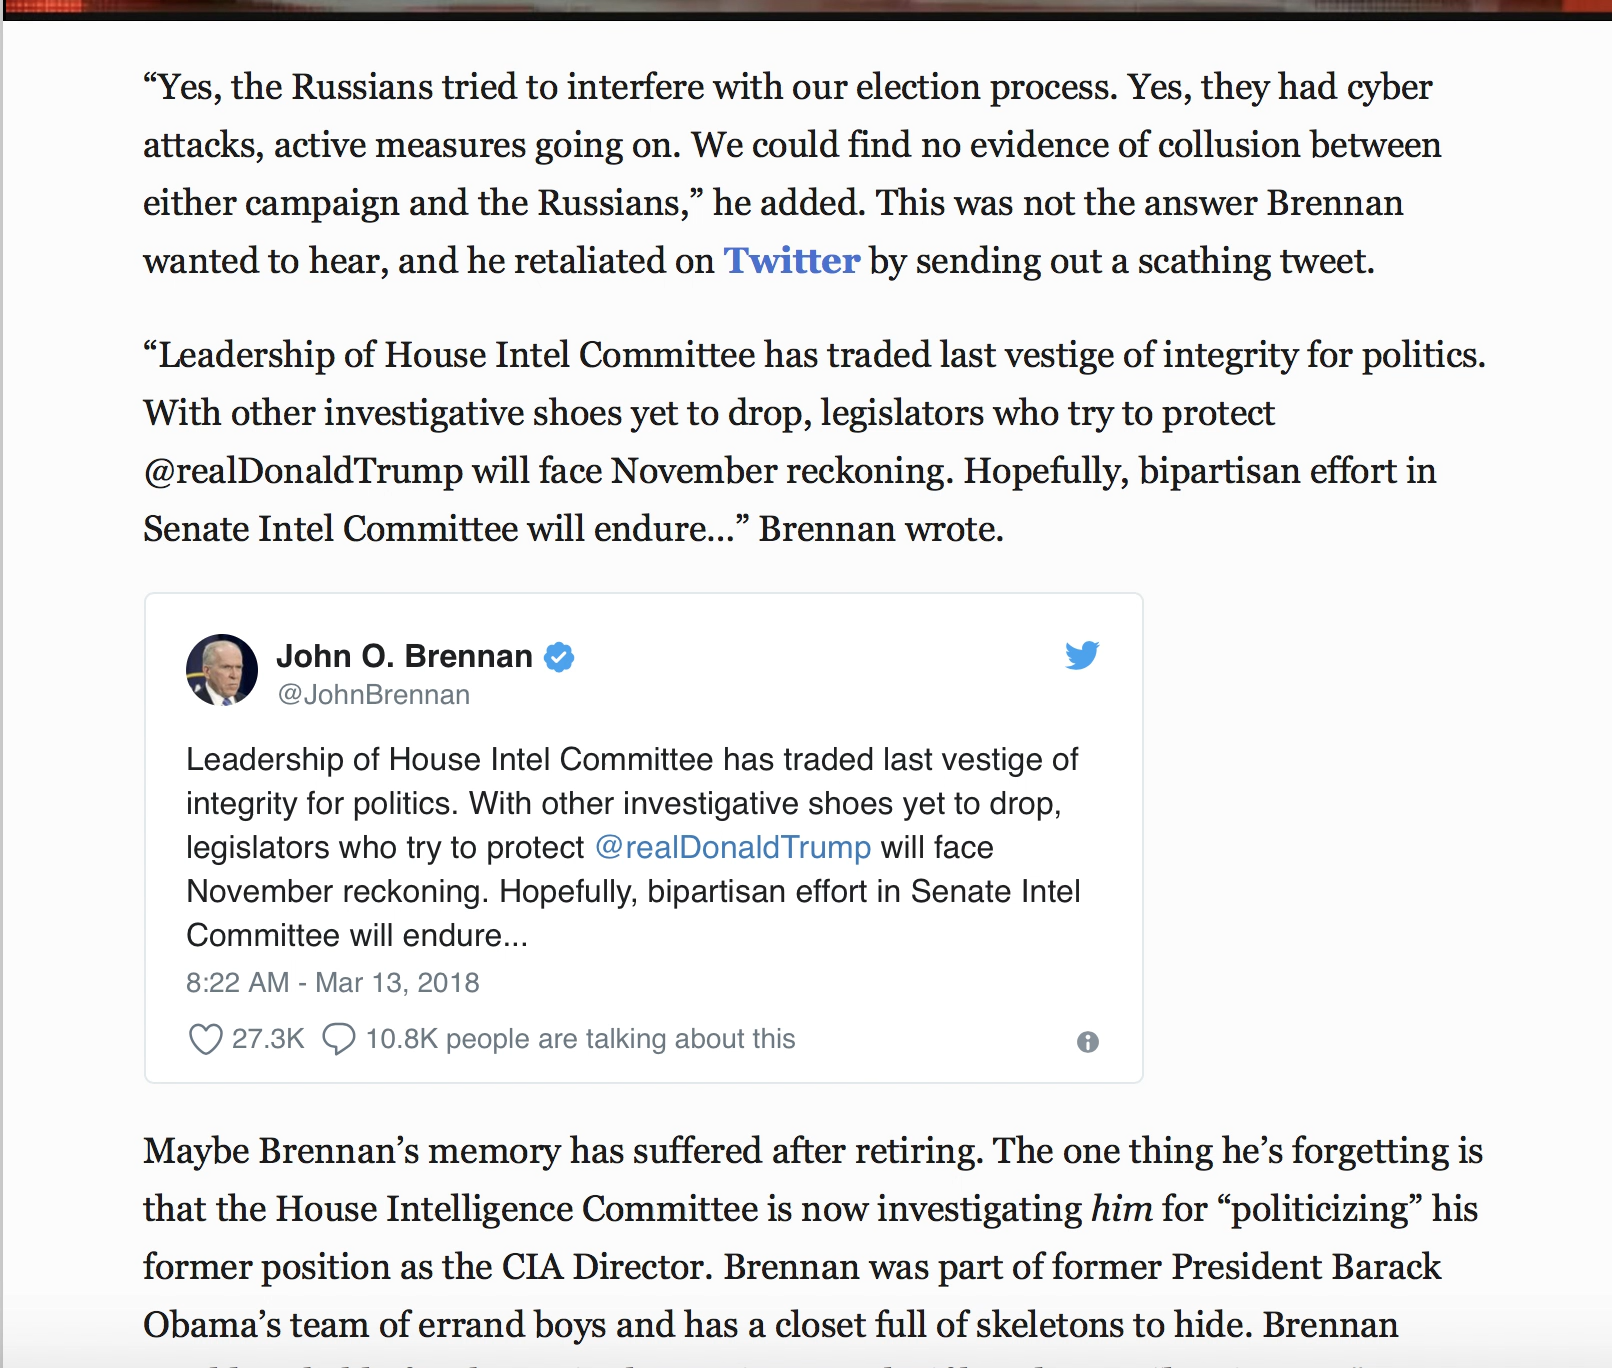 “Yes, the Russians tried to interfere with our election process. Yes, they had cyber
attacks, active measures going on. We could find no evidence of collusion between
either campaign and the Russians,” he added. This was not the answer Brennan
wanted to hear, and he retaliated on Twitter by sending out a scathing tweet.
“Leadership of House Intel Committee has traded last vestige of integrity for politics.
With other investigative shoes yet to drop, legislators who try to protect
@realDonaldTrump will face November reckoning. Hopefully, bipartisan effort in
Senate Intel Committee will endure...” Brennan wrote.
John O. Brennan
@JohnBrennan
Leadership of House Intel Committee has traded last vestige of
integrity for politics. With other investigative shoes yet to drop,
legislators who try to protect @realDonaldTrump will face
November reckoning. Hopefully, bipartisan effort in Senate Intel
Committee will endure...
8:22 AM - Mar 13, 2018
27.3K 10.8K people are talking about this
Maybe Brennan’s memory has suffered after retiring. The one thing he’s forgetting is
that the House Intelligence Committee is now investigating him for “politicizing” his
former position as the CIA Director. Brennan was part of former President Barack
Obama’s team of errand boys and has a closet full of skeletons to hide. Brennan